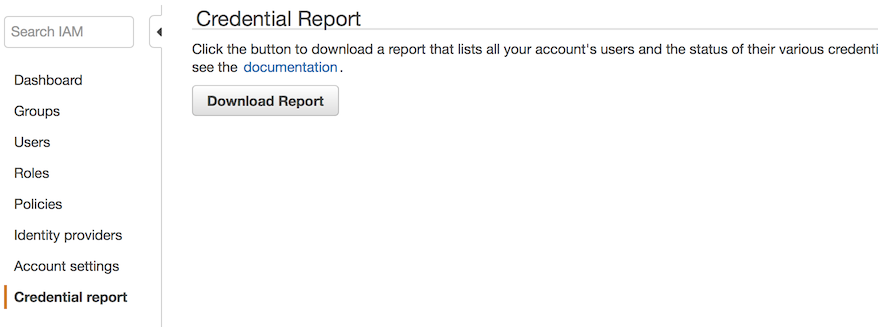 Search IAM
Dashboard
Groups
Users
Roles
Policies
Identity providers
Account settings
Credential report
Credential Report
Click the button to download a report that lists all your account's users and the status of their various credenti
see the documentation.
Download Report